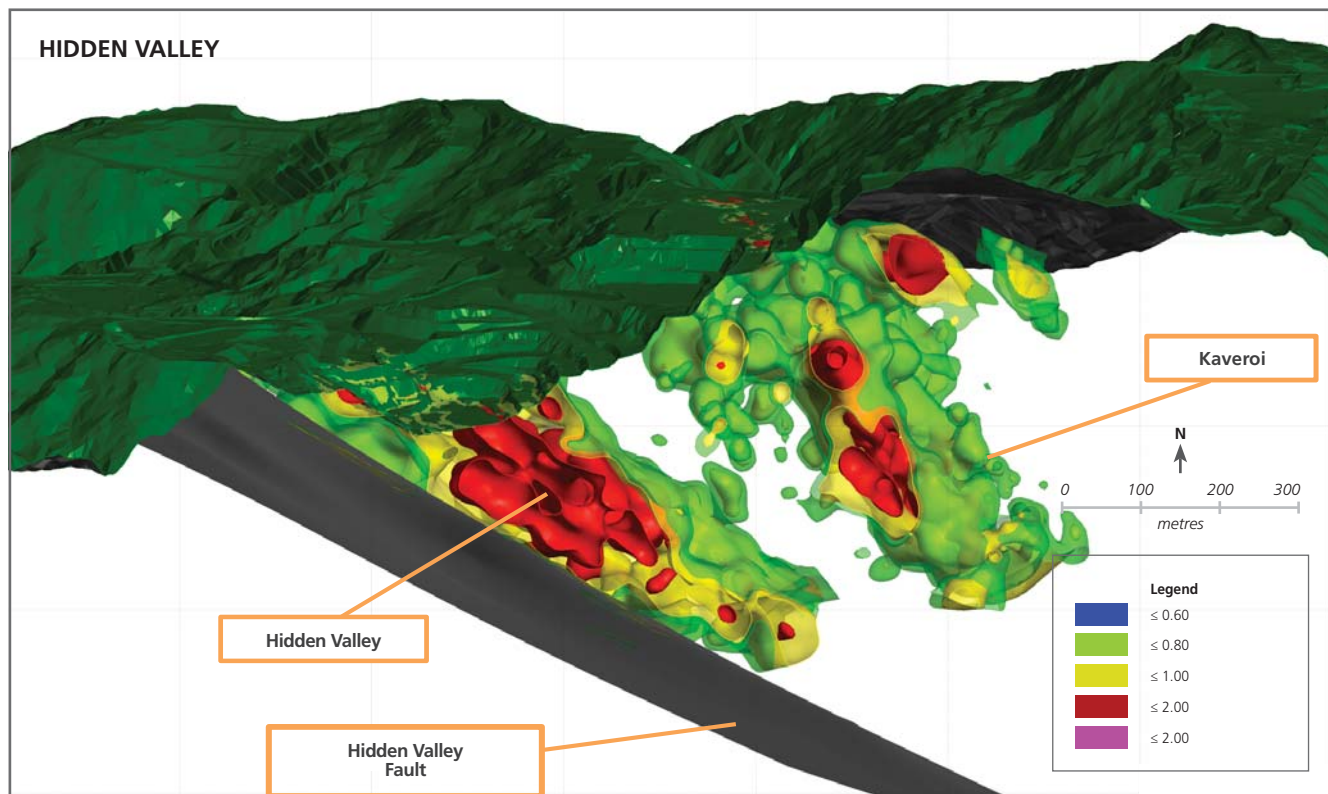 HIDDEN VALLEY
Kaveroi
N
0 100 200 300
metres
Hidden Valley
Hidden Valley
Fault
Legend
≤ 0.60
≤ 0.80
≤ 1.00
≤ 2.00
≤ 2.00